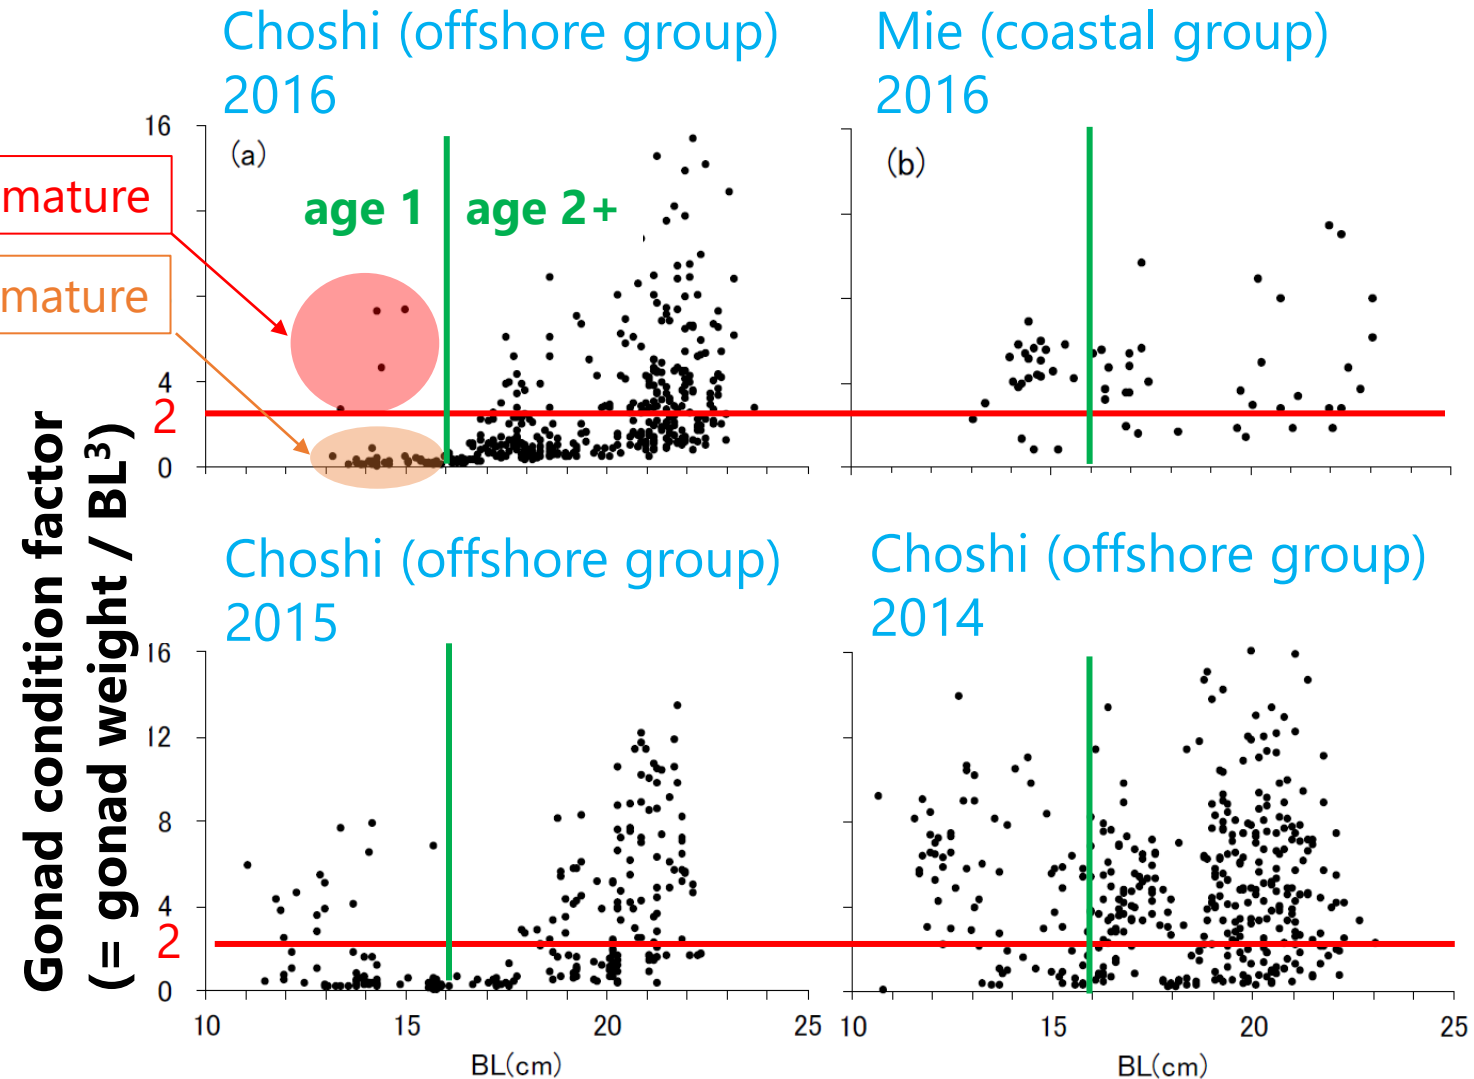 Choshi (offshore group)
2016
Mie (coastal group)
2016
16
(a)
(b)
mature
age 1
age 2+
mature
4
2
0
Gonad condition factor
(= gonad weight / BL³)
Choshi (offshore group)
2015
Choshi (offshore group)
2014
16
12
8
4
2
0
10
15
20
25
10
15
20
25
BL(cm)
BL(cm)